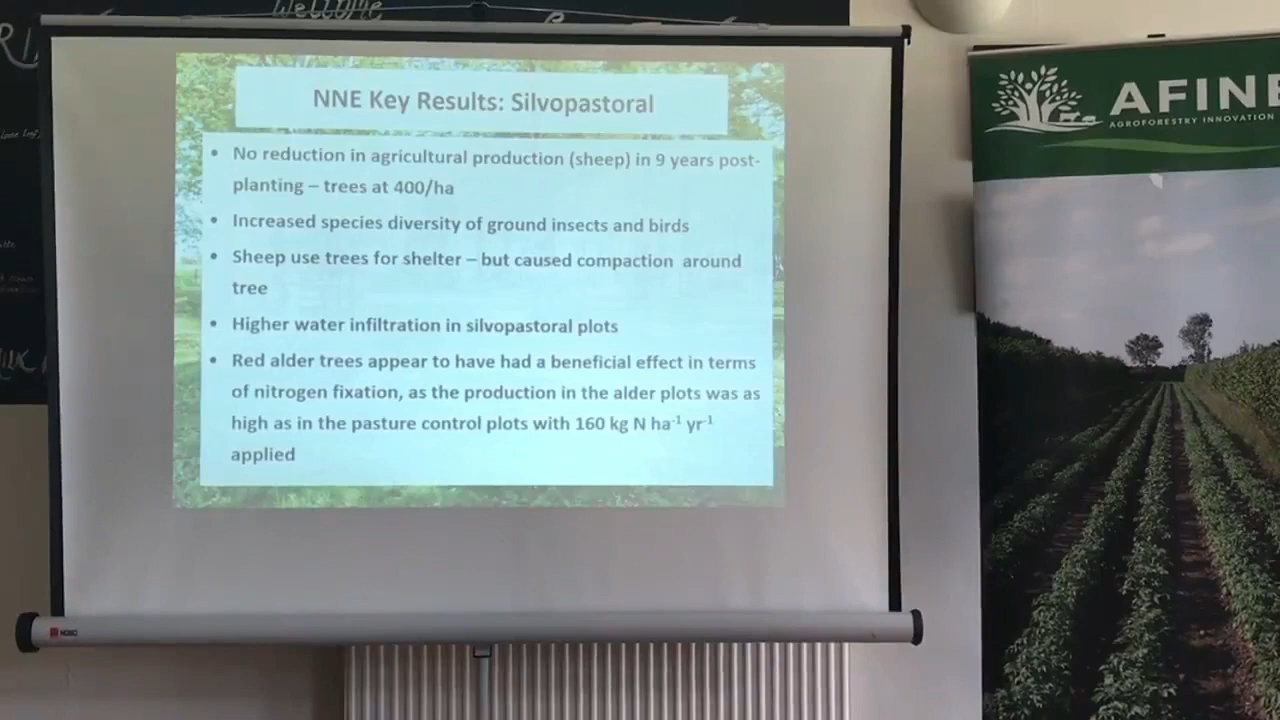 Welcome
NNE Key Results: Silvopastoral
• No reduction in agricultural production (sheep) in 9 years post-
planting – trees at 400/ha
• Increased species diversity of ground insects and birds
• Sheep use trees for shelter – but caused compaction around
tree
• Higher water infiltration in silvopastoral plots
• Red alder trees appear to have had a beneficial effect in terms
of nitrogen fixation, as the production in the alder plots was as
high as in the pasture control plots with 160 kg N ha⁻¹ yr⁻¹
applied
NOBO
AFINE
AGROFORESTRY INNOVATION